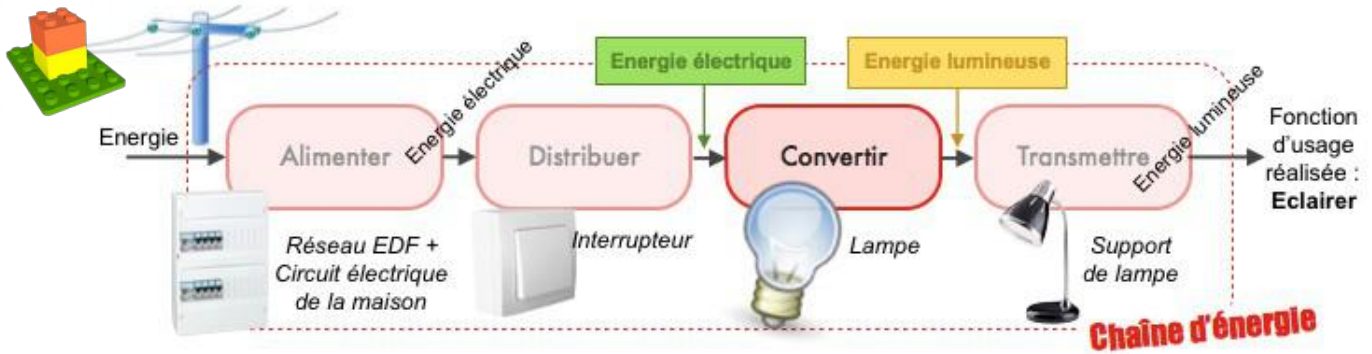 Energie électrique
Energie lumineuse
Energie
Alimenter
Energie électrique
Distribuer
Convertir
Transmettre
Energie lumineuse
Fonction
d'usage
réalisée :
Eclairer
Réseau EDF +
Circuit électrique
de la maison
Interrupteur
Lampe
Support
de lampe
Chaîne d'énergie